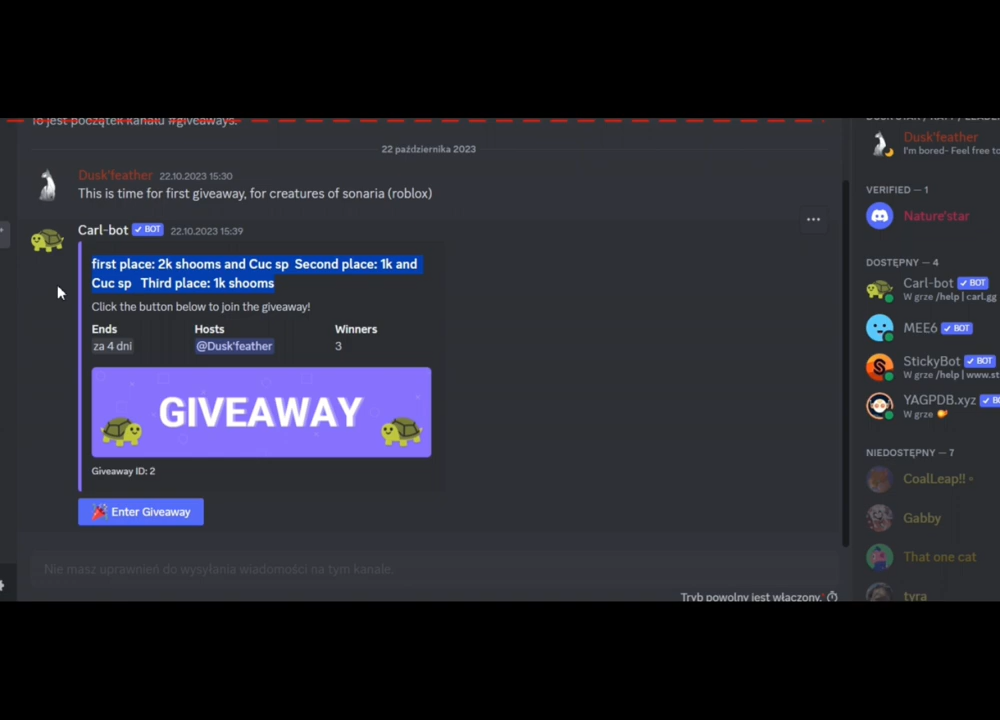 To jest początek kanału #giveaways.
22 października 2023
Dusk'feather 22.10.2023 15:30
This is time for first giveaway, for creatures of sonaria (roblox)
Carl-bot BOT 22.10.2023 15:39
first place: 2k shooms and Cuc sp Second place: 1k and
Cuc sp Third place: 1k shooms
Click the button below to join the giveaway!
Ends Hosts Winners
za 4 dni @Dusk'feather 3
GIVEAWAY
Giveaway ID: 2
Enter Giveaway
Nie masz uprawnień do wysyłania wiadomości na tym kanale.
Tryb powolny jest włączony.
Dusk'feather
I'm bored- Feel free to
VERIFIED — 1
Nature'star
DOSTĘPNY — 4
Carl-bot BOT
W grze /help | carl.gg
MEE6 BOT
StickyBot BOT
W grze /help | www.st
YAGPDB.xyz BO
W grze
NIEDOSTĘPNY — 7
CoalLeap!!
Gabby
That one cat
tyra